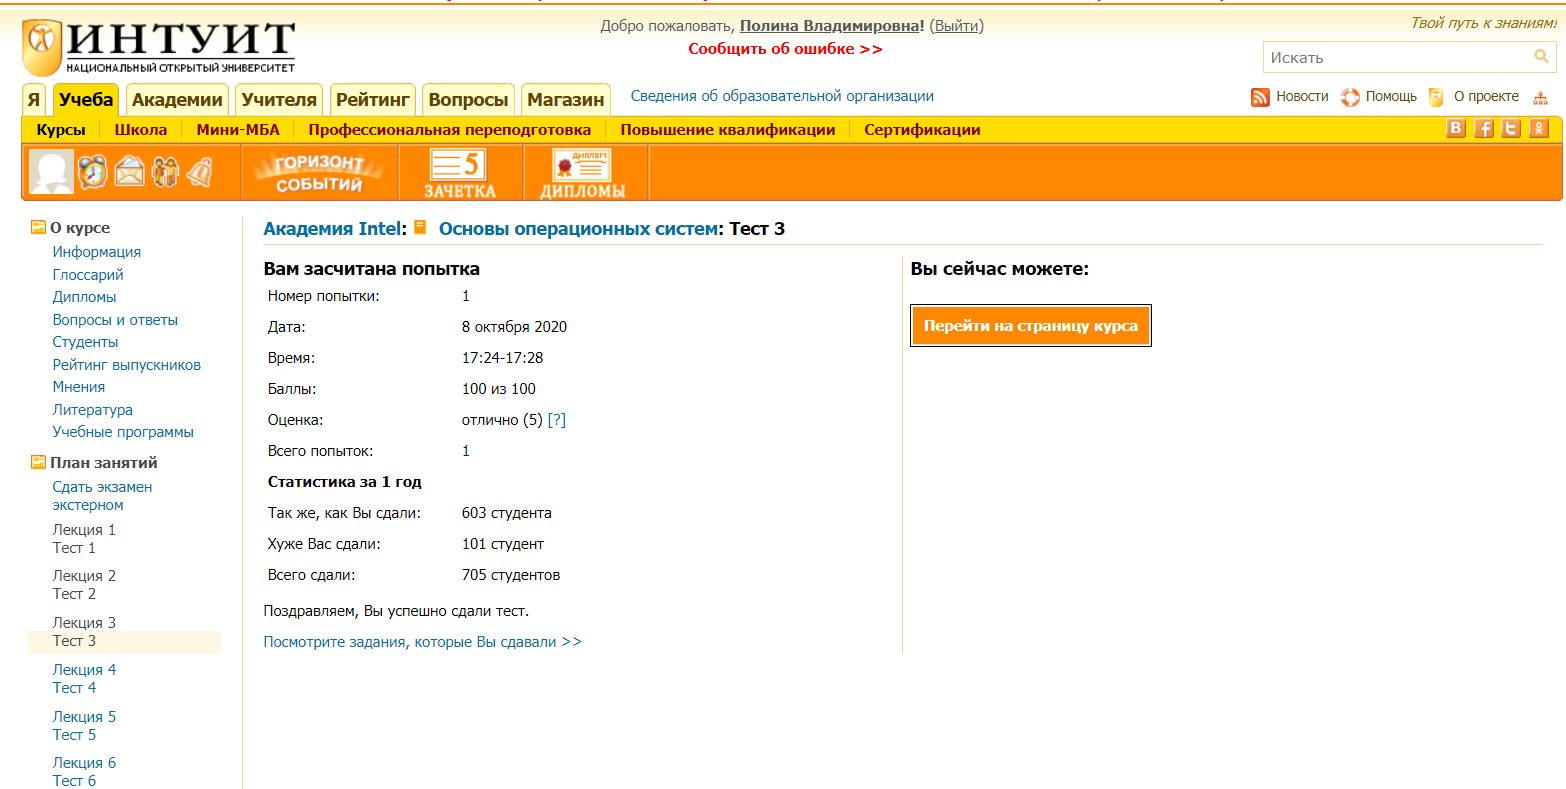 ИНТУИТ
НАЦИОНАЛЬНЫЙ ОТКРЫТЫЙ УНИВЕРСИТЕТ
Добро пожаловать, Полина Владимировна! (Выйти)
Сообщить об ошибке >>
Твой путь к знаниям!
Искать
Я Учеба Академии Учителя Рейтинг Вопросы Магазин Сведения об образовательной организации
Новости Помощь О проекте
Курсы Школа Мини-МБА Профессиональная переподготовка Повышение квалификации Сертификации
ГОРИЗОНТ
СОБЫТИЙ
5
ЗАЧЕТКА
ДИПЛОМ
ДИПЛОМЫ
О курсе
Информация
Глоссарий
Дипломы
Вопросы и ответы
Студенты
Рейтинг выпускников
Мнения
Литература
Учебные программы
План занятий
Сдать экзамен
экстерном
Лекция 1
Тест 1
Лекция 2
Тест 2
Лекция 3
Тест 3
Лекция 4
Тест 4
Лекция 5
Тест 5
Лекция 6
Тест 6
Академия Intel: Основы операционных систем: Тест 3
Вам засчитана попытка
Номер попытки: 1
Дата: 8 октября 2020
Время: 17:24-17:28
Баллы: 100 из 100
Оценка: отлично (5) [?]
Всего попыток: 1
Статистика за 1 год
Так же, как Вы сдали: 603 студента
Хуже Вас сдали: 101 студент
Всего сдали: 705 студентов
Поздравляем, Вы успешно сдали тест.
Посмотрите задания, которые Вы сдавали >>
Вы сейчас можете:
Перейти на страницу курса